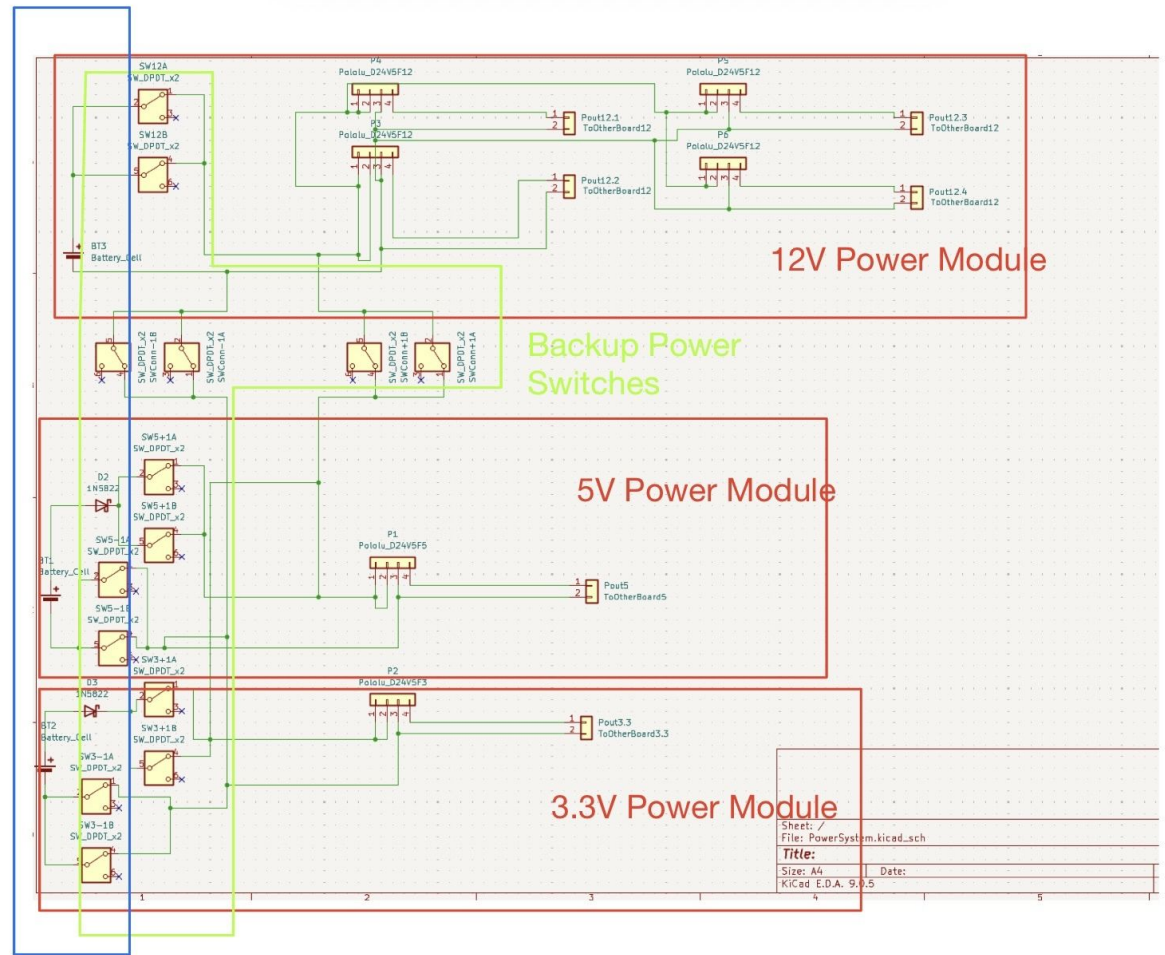 SW12A
SW_DPDT_x2
P4
Pololu_D24V5F12
P5
Pololu_D24V5F12
Pout12.1
ToOtherBoard12
Pout12.3
ToOtherBoard12
SW12B
SW_DPDT_x2
P3
Pololu_D24V5F12
P6
Pololu_D24V5F12
Pout12.2
ToOtherBoard12
Pout12.4
ToOtherBoard12
BT3
Battery_Cell
12V Power Module
SW_DPDT_x2
SWConn-1B
SW_DPDT_x2
SWConn-1A
SW_DPDT_x2
SWConn+1B
SW_DPDT_x2
SWConn+1A
Backup Power
Switches
SW5+1A
SW_DPDT_x2
D2
1N5822
5V Power Module
SW5+1B
SW_DPDT_x2
SW5-1A
SW_DPDT_x2
BT1
Battery_Cell
P1
Pololu_D24V5F5
Pout5
ToOtherBoard5
SW5-1B
SW_DPDT_x2
SW3+1A
SW_DPDT_x2
D3
1N5822
P2
Pololu_D24V5F3
Pout3.3
ToOtherBoard3.3
BT2
Battery_Cell
SW3+1B
SW_DPDT_x2
SW3-1A
SW_DPDT_x2
3.3V Power Module
SW3-1B
SW_DPDT_x2
Sheet: /
File: PowerSystem.kicad_sch
Title:
Size: A4 Date:
KiCad E.D.A. 9.0.5
1 2 3 4 5